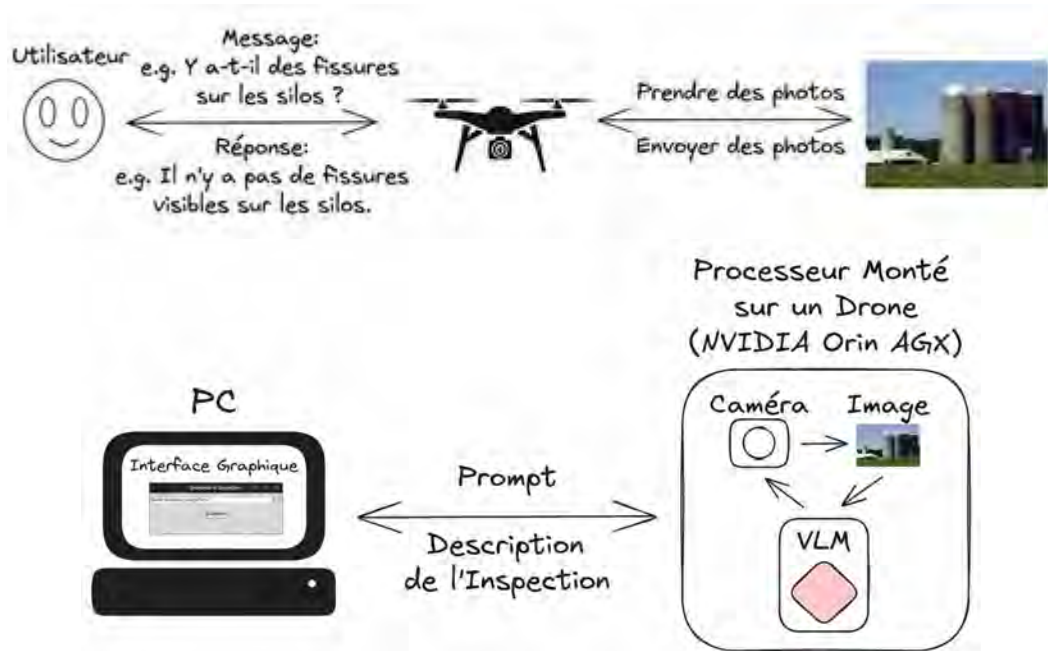 Utilisateur
Message:
e.g. Y a-t-il des fissures
sur les silos ?
Réponse:
e.g. Il n'y a pas de fissures
visibles sur les silos.
Prendre des photos
Envoyer des photos
Processeur Monté
sur un Drone
(NVIDIA Orin AGX)
PC
Interface Graphique
Prompt
Description
de l'Inspection
Caméra
Image
VLM